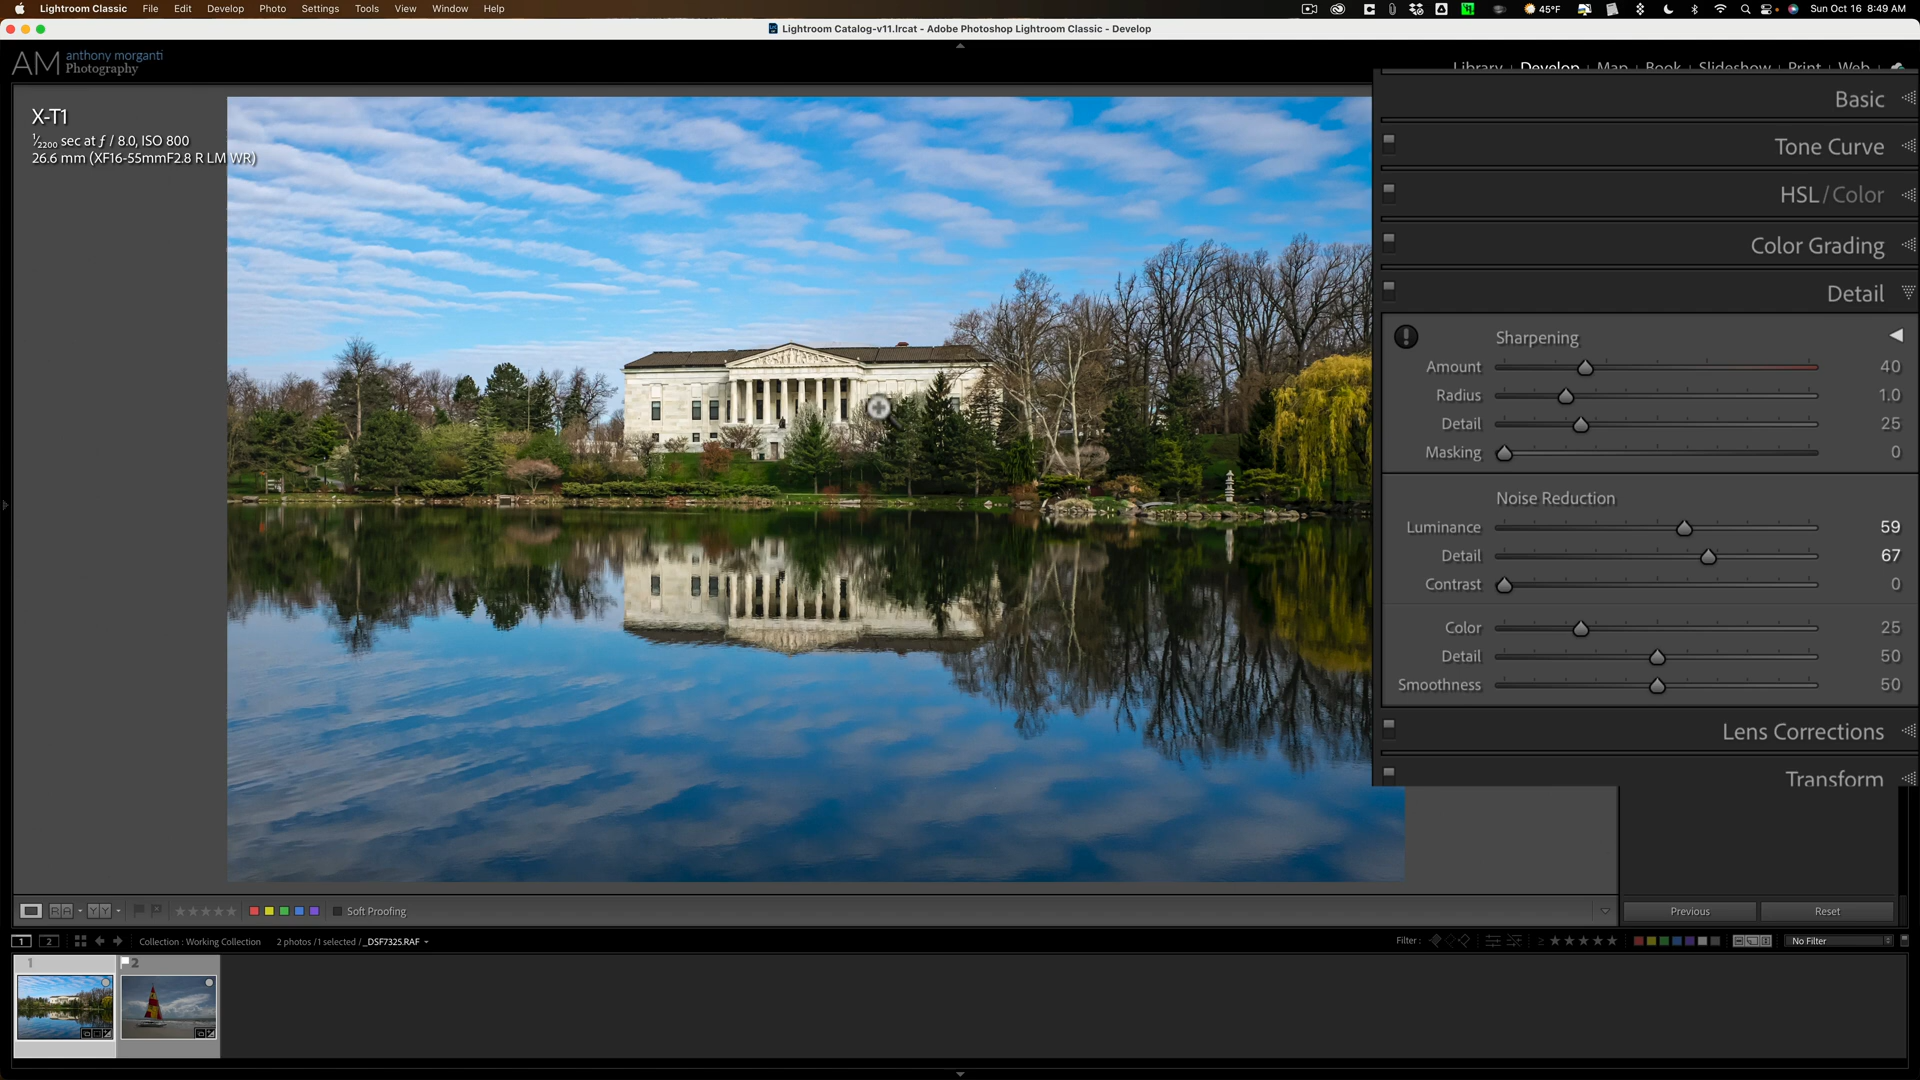 Lightroom Classic File Edit Develop Photo Settings Tools View Window Help 45°F Sun Oct 16 8:49 AM
Lightroom Catalog-v11.lrcat - Adobe Photoshop Lightroom Classic - Develop
AM anthony morganti
Photography
Library Develop Map Book Slideshow Print Web
X-T1
1/2200 sec at ƒ / 8.0, ISO 800
26.6 mm (XF16-55mmF2.8 R LM WR)
Basic
Tone Curve
HSL / Color
Color Grading
Detail
Sharpening
Amount 40
Radius 1.0
Detail 25
Masking 0
Noise Reduction
Luminance 59
Detail 67
Contrast 0
Color 25
Detail 50
Smoothness 50
Lens Corrections
Transform
Soft Proofing
Previous Reset
1 2 Collection : Working Collection 2 photos /1 selected /_DSF7325.RAF Filter : No Filter
1 2